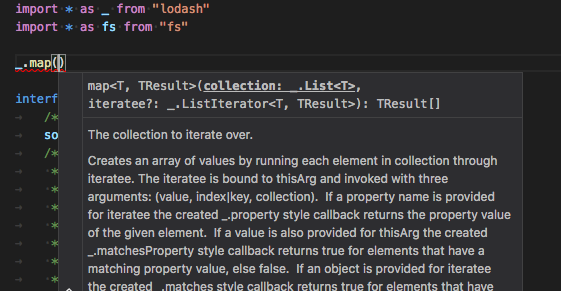 import * as _ from "lodash"
import * as fs from "fs"
_.map()
map<T, TResult>(collection: _.List<T>,
iteratee?: _.ListIterator<T, TResult>): TResult[]
interf
/*
so
/*
*
*
*
*
*
*
The collection to iterate over.
Creates an array of values by running each element in collection through
iteratee. The iteratee is bound to thisArg and invoked with three
arguments: (value, index|key, collection). If a property name is provided
for iteratee the created _.property style callback returns the property value
of the given element. If a value is also provided for thisArg the created
_.matchesProperty style callback returns true for elements that have a
matching property value, else false. If an object is provided for iteratee
the created _.matches style callback returns true for elements that have